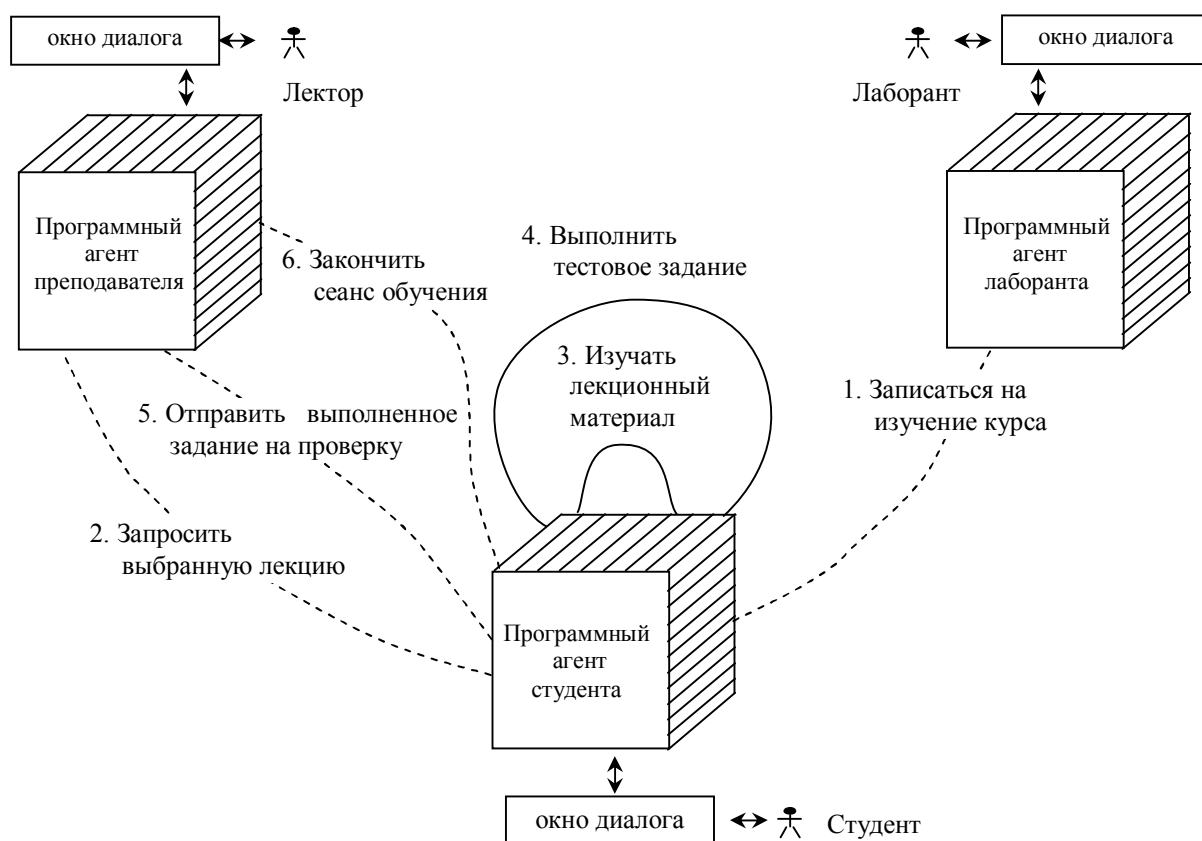 окно диалога
окно диалога
Лектор
Лаборант
Программный
агент
преподавателя
Программный
агент
лаборанта
4. Выполнить
тестовое задание
6. Закончить
сеанс обучения
3. Изучать
лекционный
материал
1. Записаться на
изучение курса
5. Отправить выполненное
задание на проверку
2. Запросить
выбранную лекцию
Программный
агент
студента
окно диалога
Студент